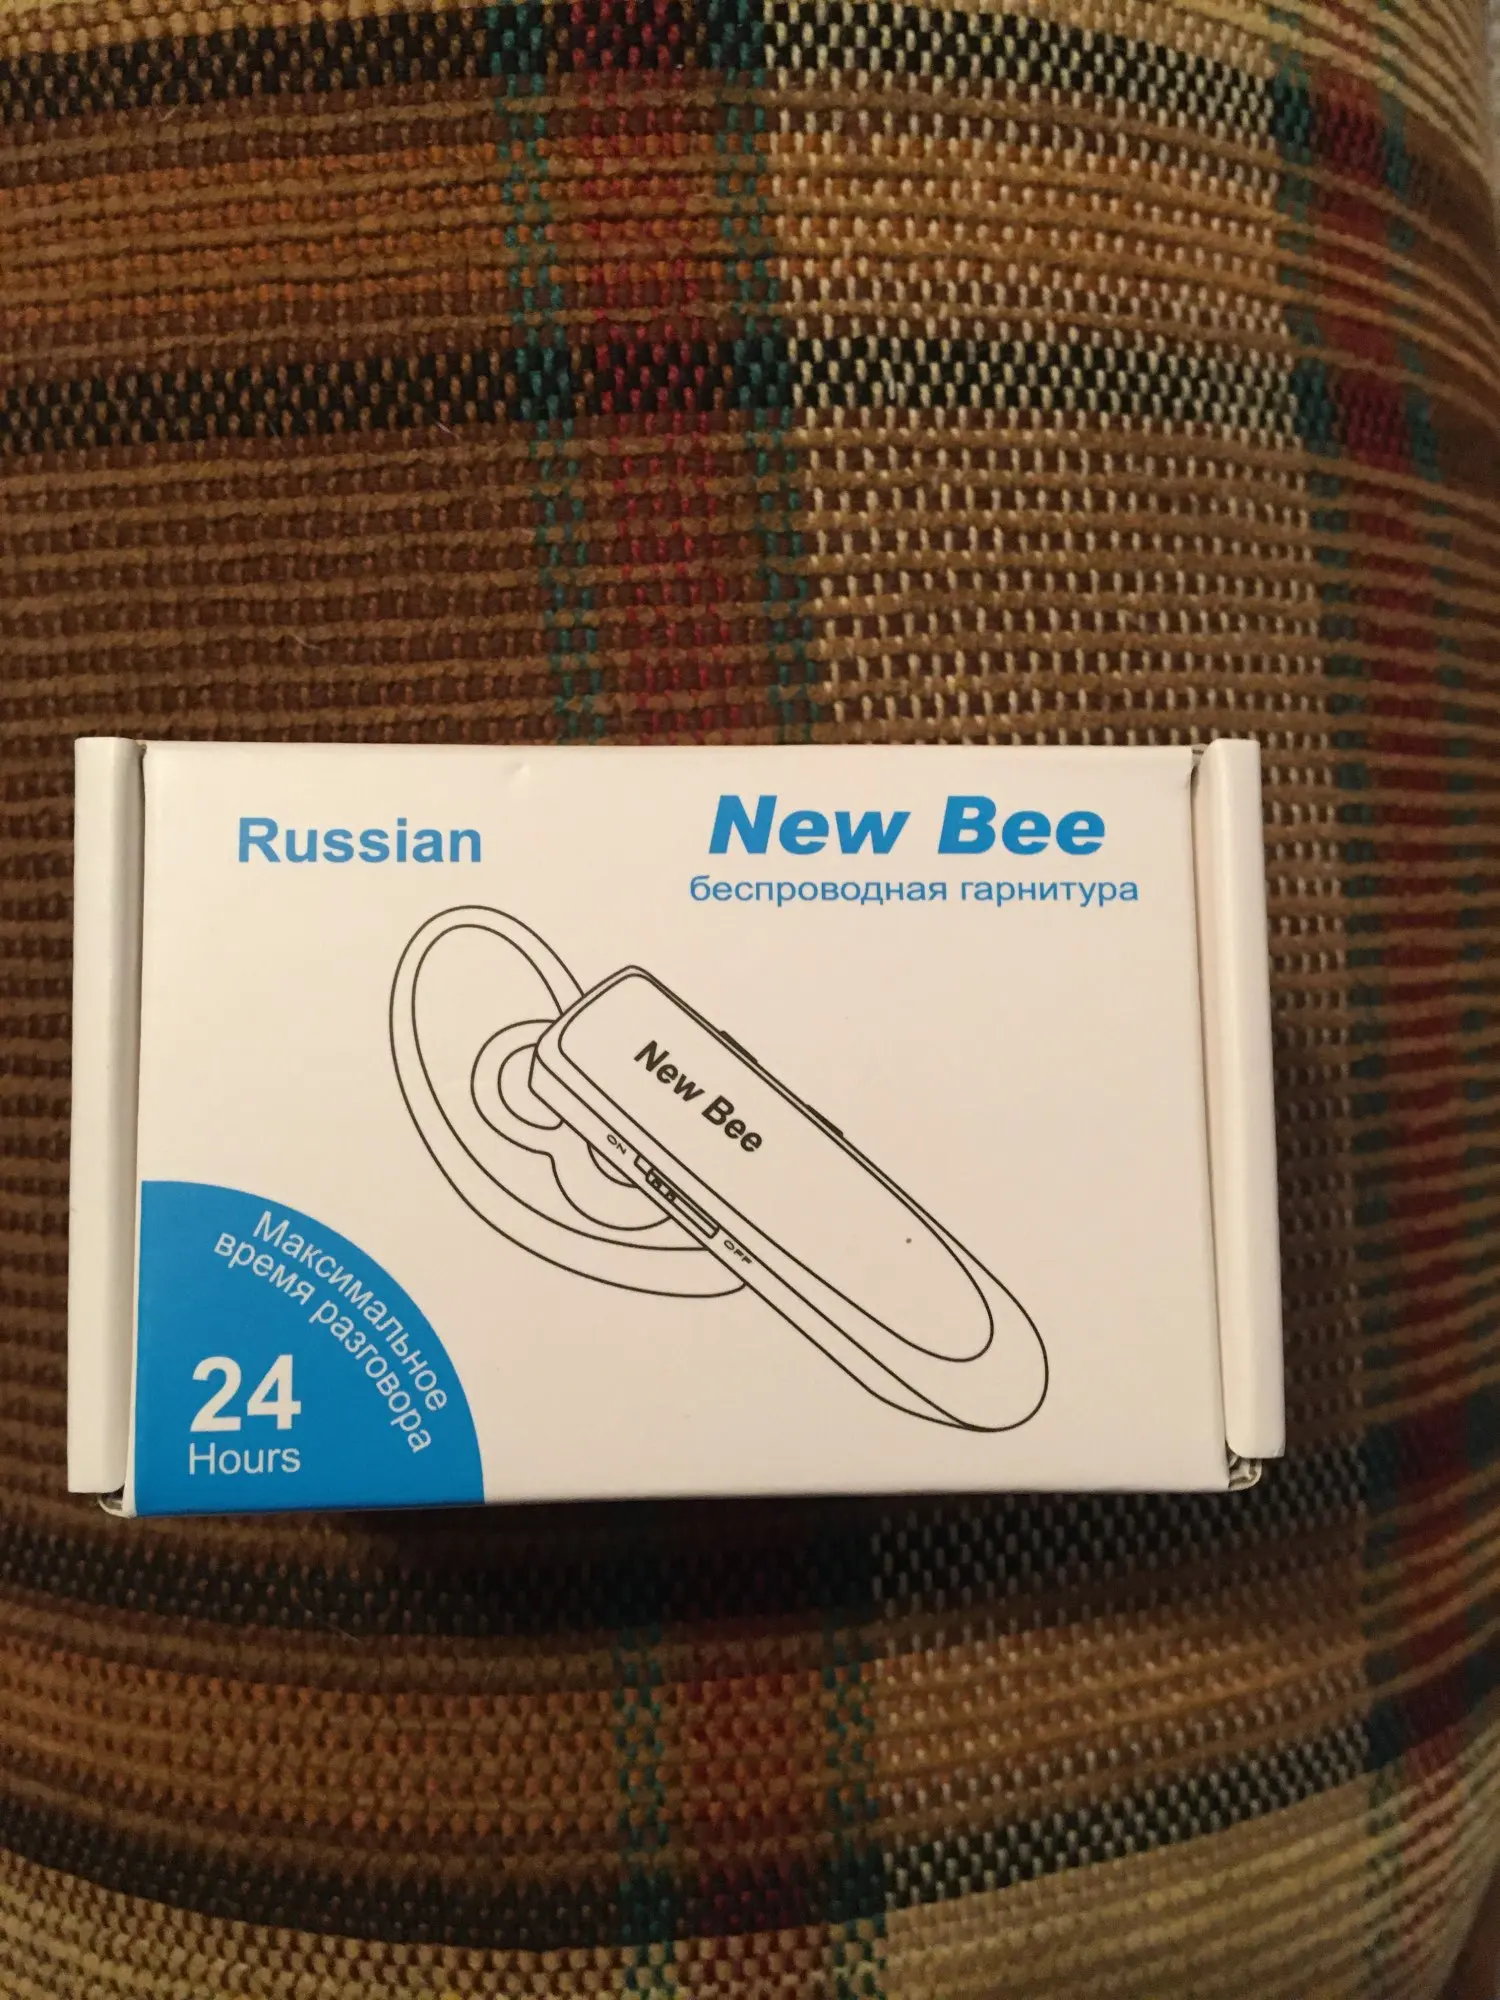 Russian
New Bee
беспроводная гарнитура
New Bee
ON
OFF
Максимальное
время разговора
24
Hours